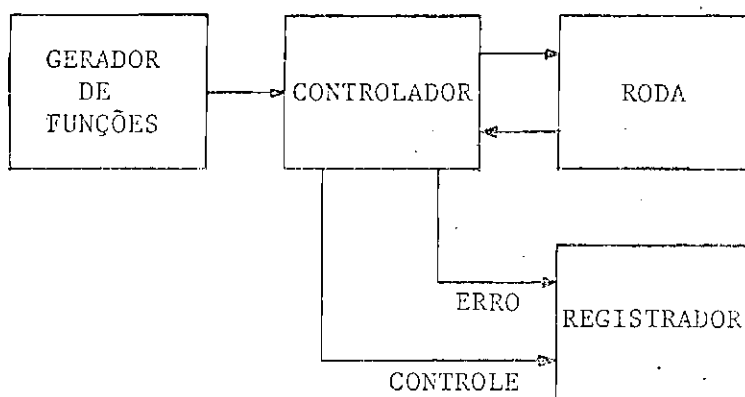 GERADOR
DE
FUNÇÕES
CONTROLADOR
RODA
ERRO
REGISTRADOR
CONTROLE